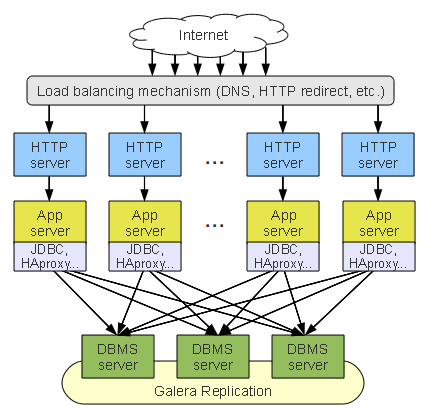 Internet
Load balancing mechanism (DNS, HTTP redirect, etc.)
HTTP
server
HTTP
server
...
HTTP
server
HTTP
server
App
server
JDBC,
HAproxy...
App
server
JDBC,
HAproxy...
...
App
server
JDBC,
HAproxy...
App
server
JDBC,
HAproxy...
DBMS
server
DBMS
server
DBMS
server
Galera Replication